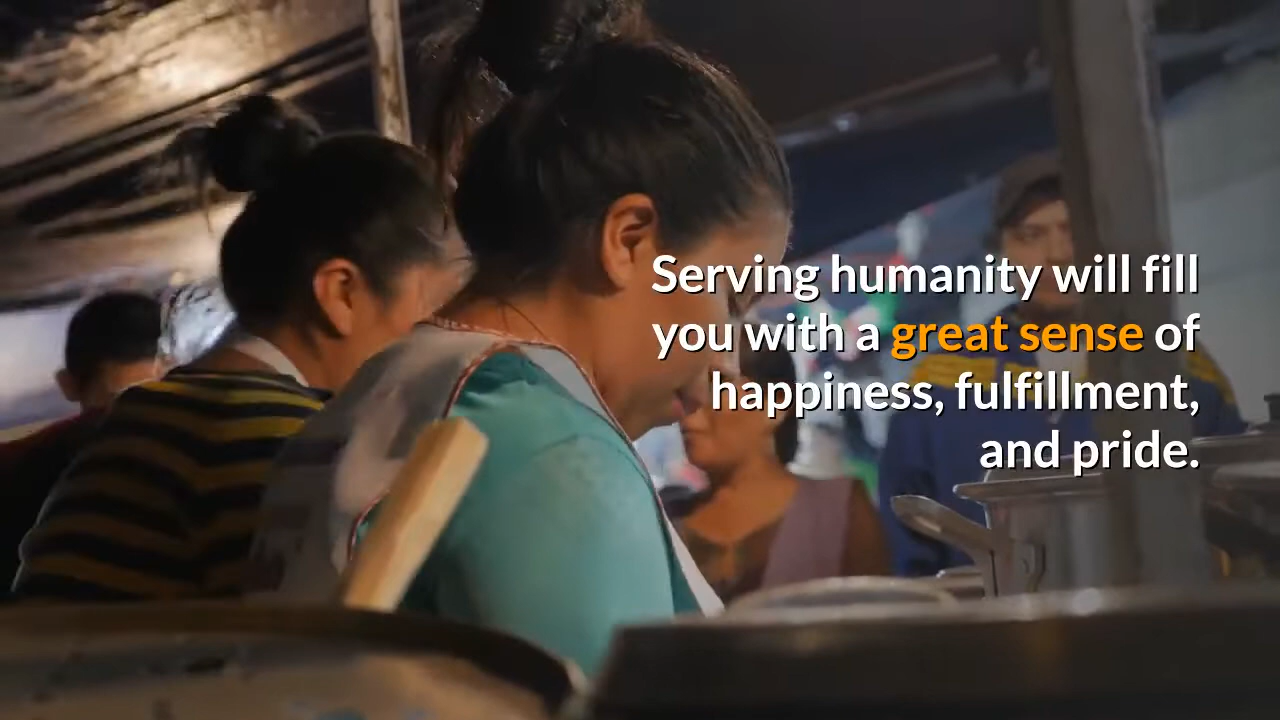 Serving humanity will fill
you with a great sense of
happiness, fulfillment,
and pride.